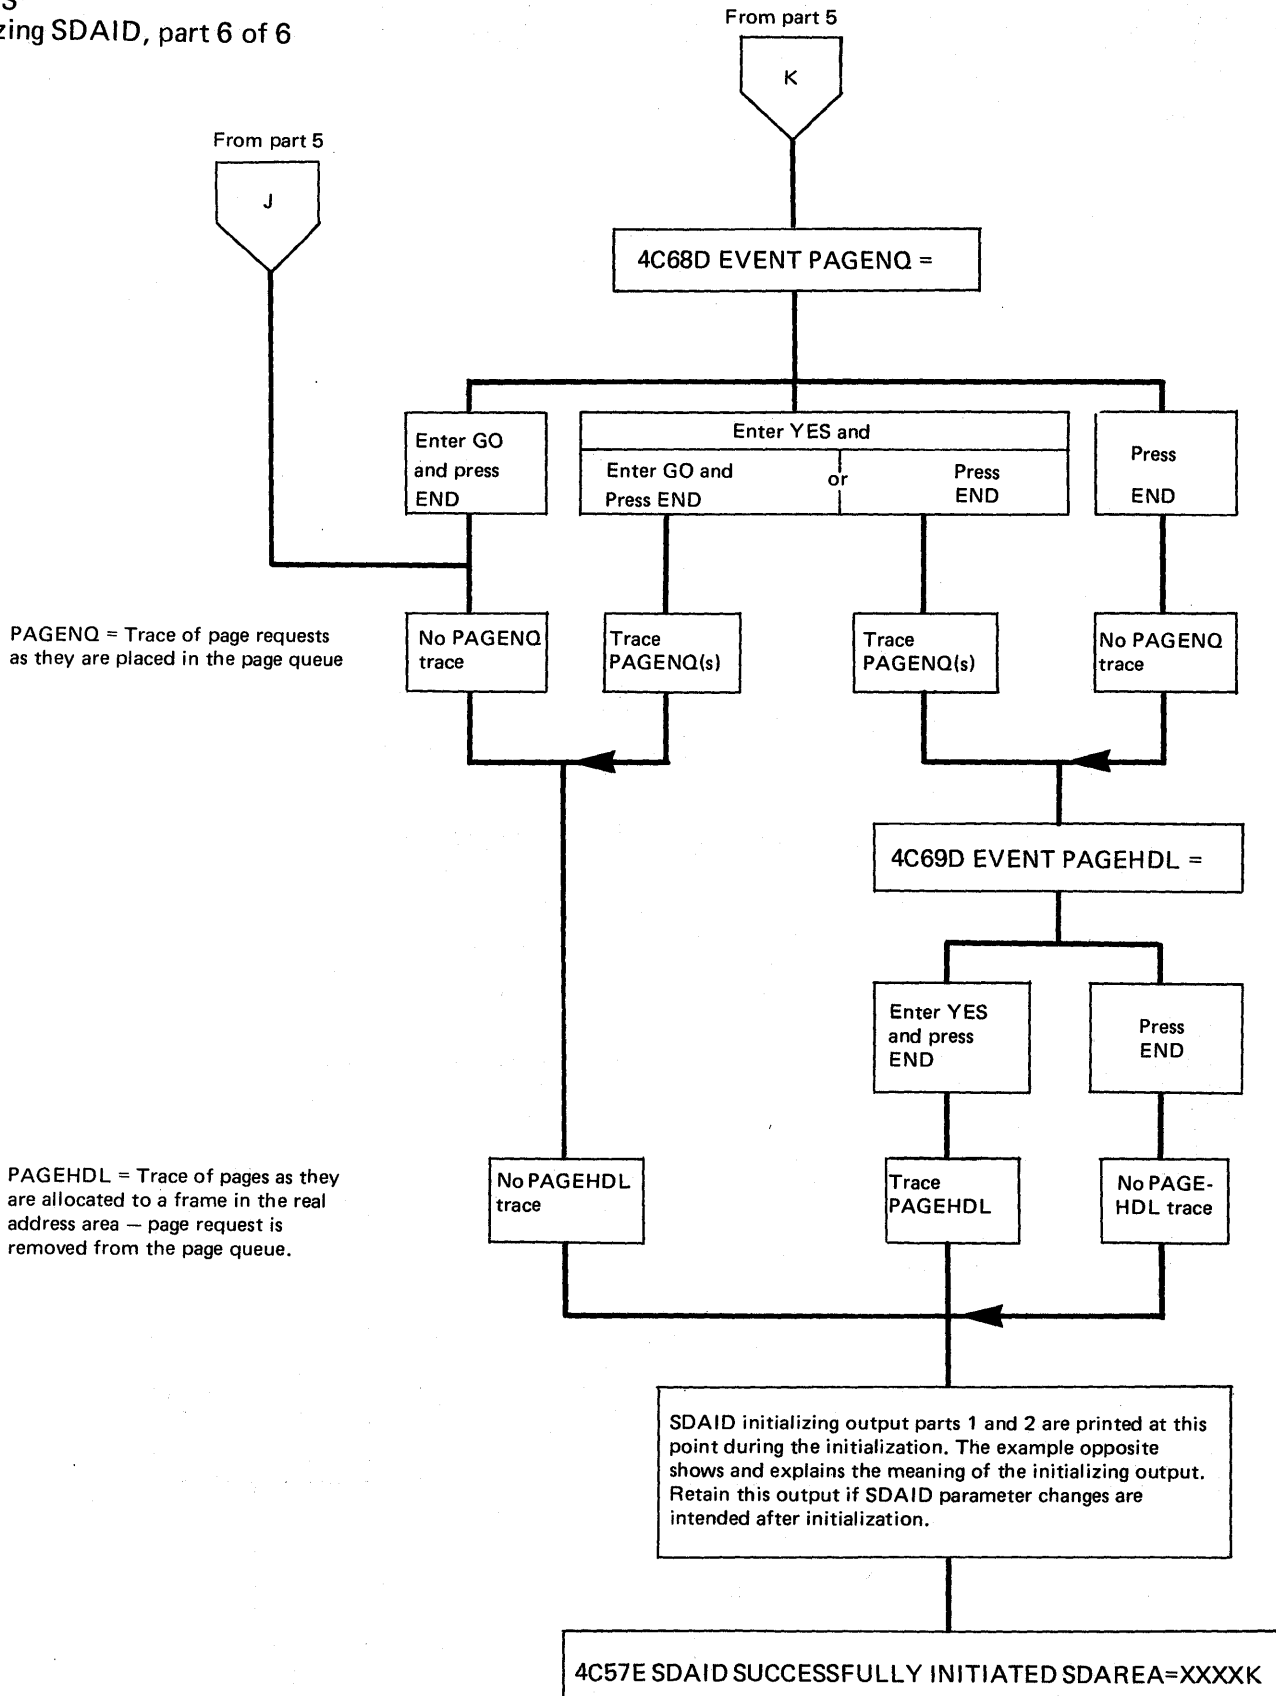 zing SDAID, part 6 of 6
From part 5
K
From part 5
J
4C68D EVENT PAGENQ =
Enter GO
and press
END
Enter YES and
Enter GO and
Press END
or
Press
END
Press
END
PAGENQ = Trace of page requests
as they are placed in the page queue
No PAGENQ
trace
Trace
PAGENQ(s)
Trace
PAGENQ(s)
No PAGENQ
trace
4C69D EVENT PAGEHDL =
Enter YES
and press
END
Press
END
PAGEHDL = Trace of pages as they
are allocated to a frame in the real
address area — page request is
removed from the page queue.
No PAGEHDL
trace
Trace
PAGEHDL
No PAGE-
HDL trace
SDAID initializing output parts 1 and 2 are printed at this
point during the initialization. The example opposite
shows and explains the meaning of the initializing output.
Retain this output if SDAID parameter changes are
intended after initialization.
4C57E SDAID SUCCESSFULLY INITIATED SDAREA=XXXXK